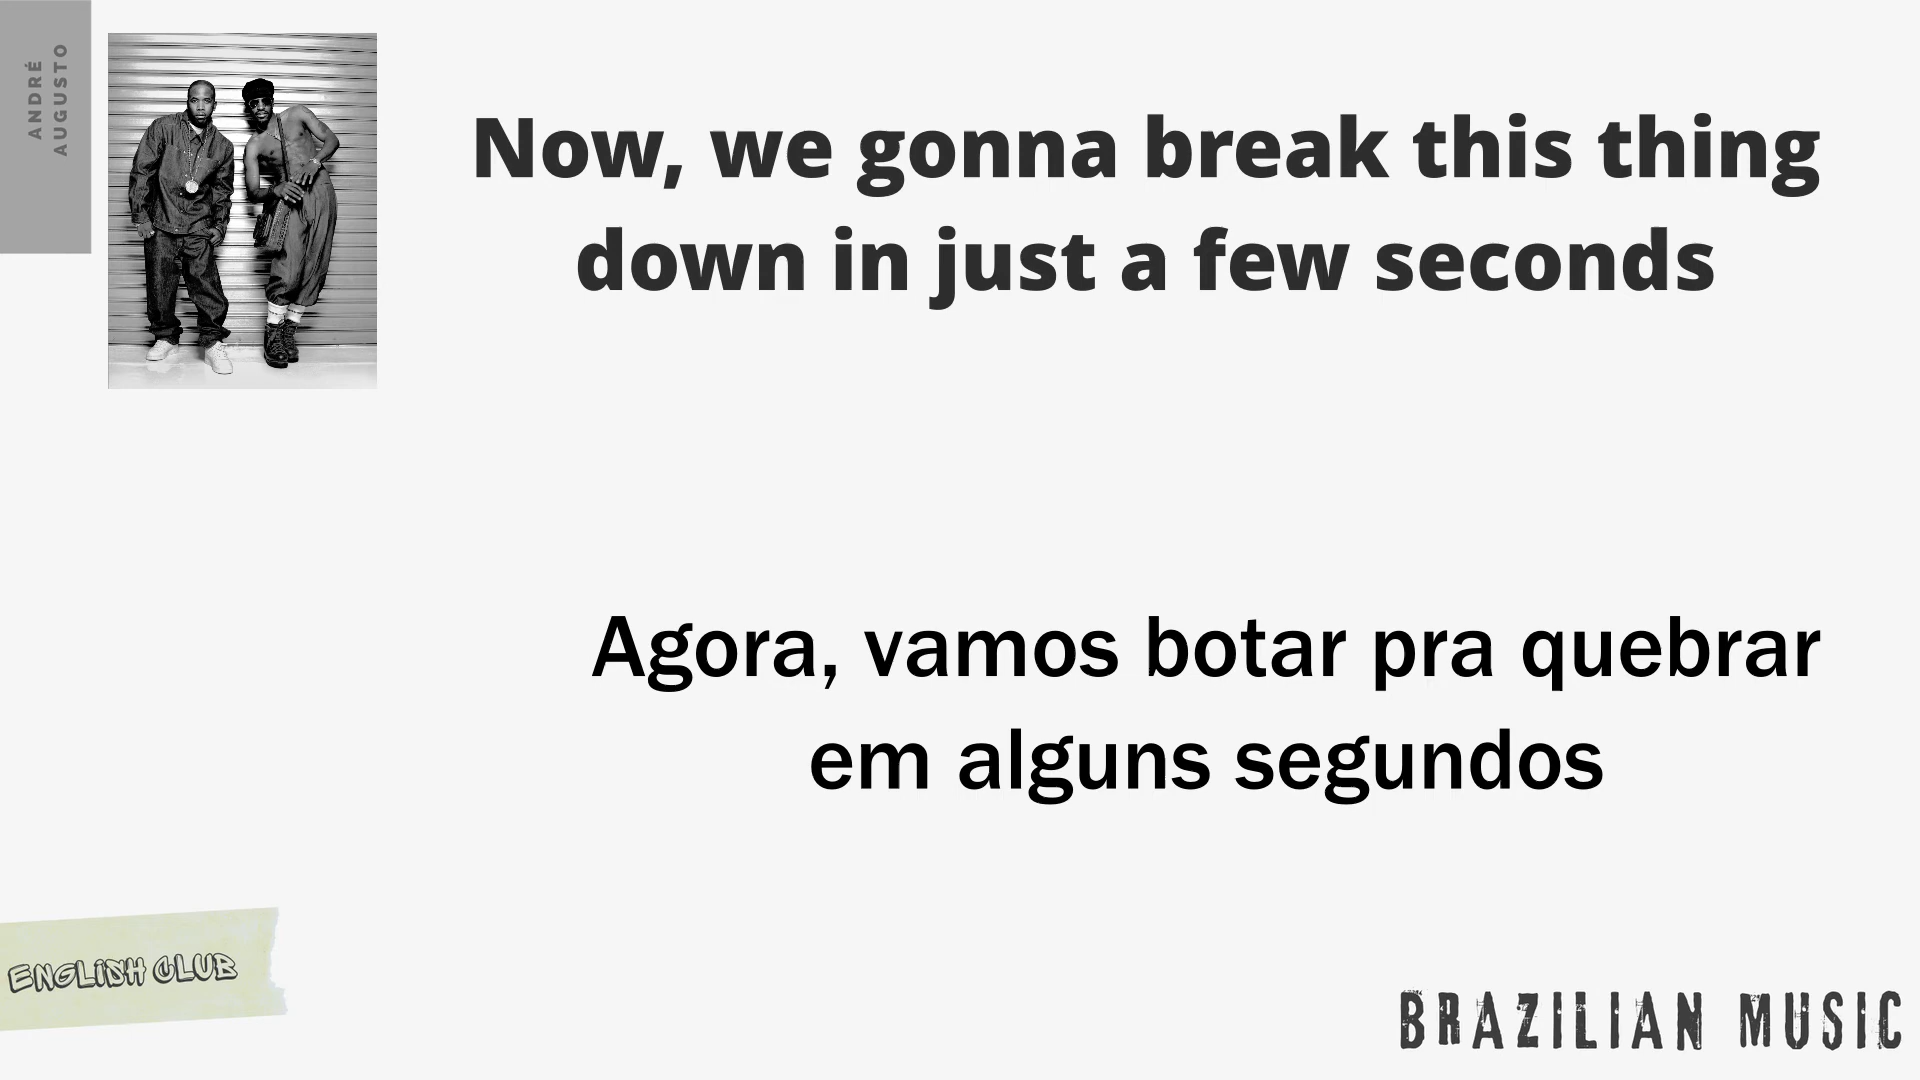 ANDRÉ
AUGUSTO
Now, we gonna break this thing
down in just a few seconds
Agora, vamos botar pra quebrar
em alguns segundos
ENGLISH CLUB
BRAZILIAN MUSIC